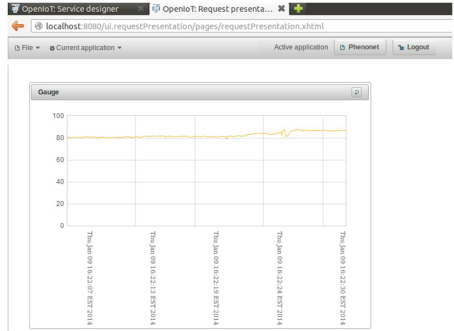 OpenIoT: Service designer
OpenIoT: Request presenta...
localhost:8080/ui.requestPresentation/pages/requestPresentation.xhtml
File Current application Active application Phenonet Logout
Gauge
100
80
60
40
20
0
Thu Jan 09 16:22:07 EST 2014
Thu Jan 09 16:22:13 EST 2014
Thu Jan 09 16:22:19 EST 2014
Thu Jan 09 16:22:24 EST 2014
Thu Jan 09 16:22:30 EST 2014